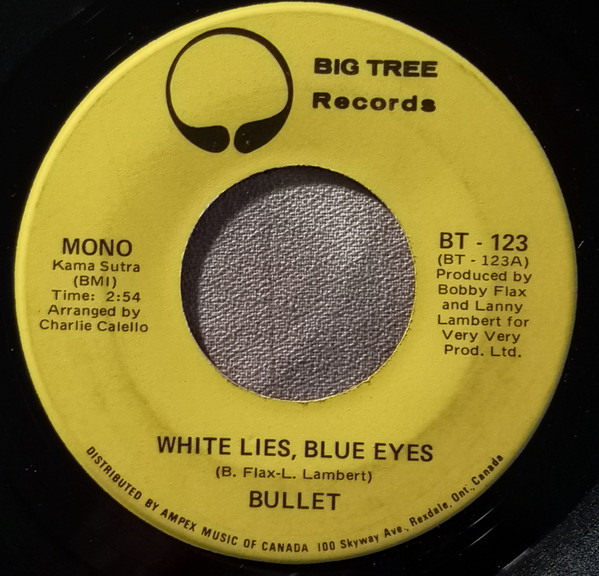 BIG TREE
Records
MONO
Kama Sutra
(BMI)
Time: 2:54
Arranged by
Charlie Calello
BT - 123
(BT - 123A)
Produced by
Bobby Flax
and Lanny
Lambert for
Very Very
Prod. Ltd.
WHITE LIES, BLUE EYES
(B. Flax-L. Lambert)
BULLET
DISTRIBUTED BY AMPEX MUSIC OF CANADA 100 Skyway Ave., Rexdale, Ont., Canada